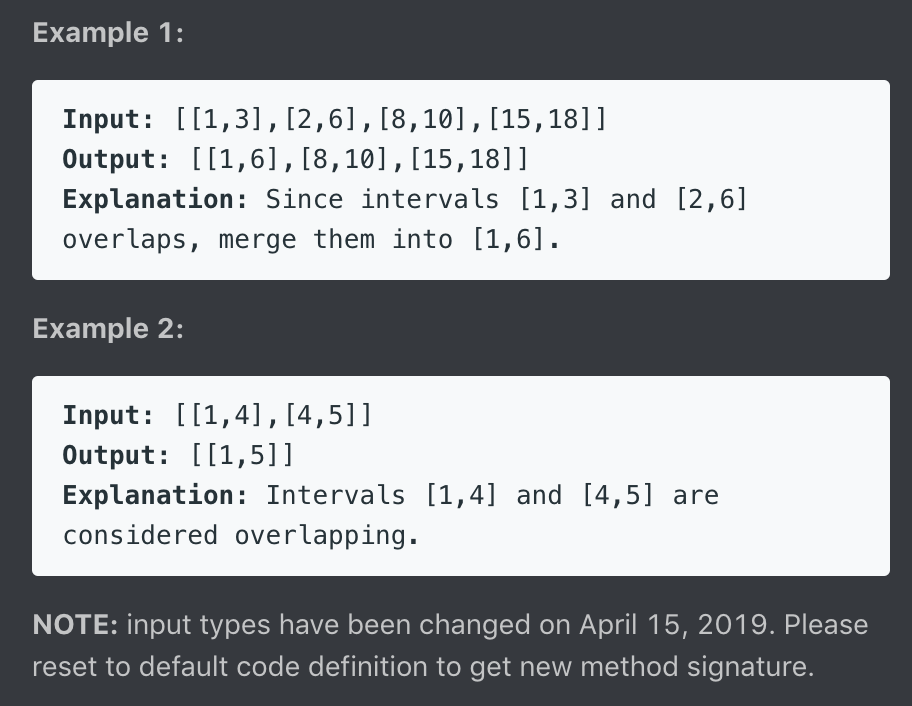 Example 1:
Input: [[1,3],[2,6],[8,10],[15,18]]
Output: [[1,6],[8,10],[15,18]]
Explanation: Since intervals [1,3] and [2,6]
overlaps, merge them into [1,6].
Example 2:
Input: [[1,4],[4,5]]
Output: [[1,5]]
Explanation: Intervals [1,4] and [4,5] are
considered overlapping.
NOTE: input types have been changed on April 15, 2019. Please
reset to default code definition to get new method signature.